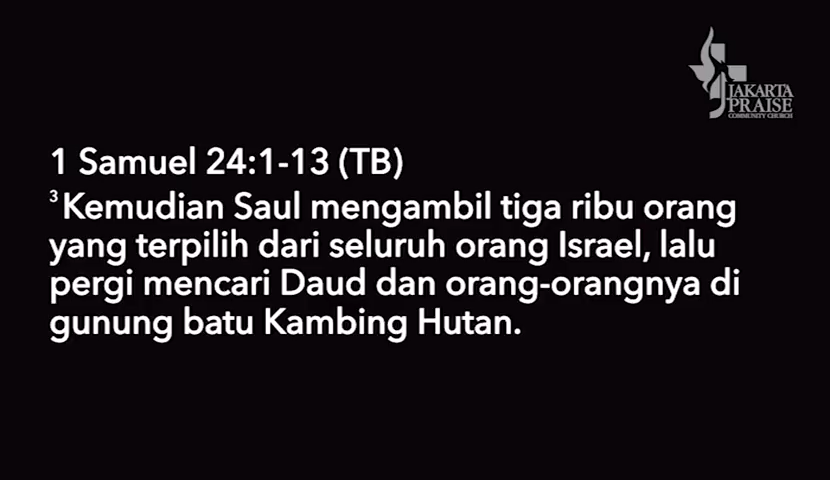 JAKARTA
PRAISE
COMMUNITY CHURCH
1 Samuel 24:1-13 (TB)
³Kemudian Saul mengambil tiga ribu orang
yang terpilih dari seluruh orang Israel, lalu
pergi mencari Daud dan orang-orangnya di
gunung batu Kambing Hutan.